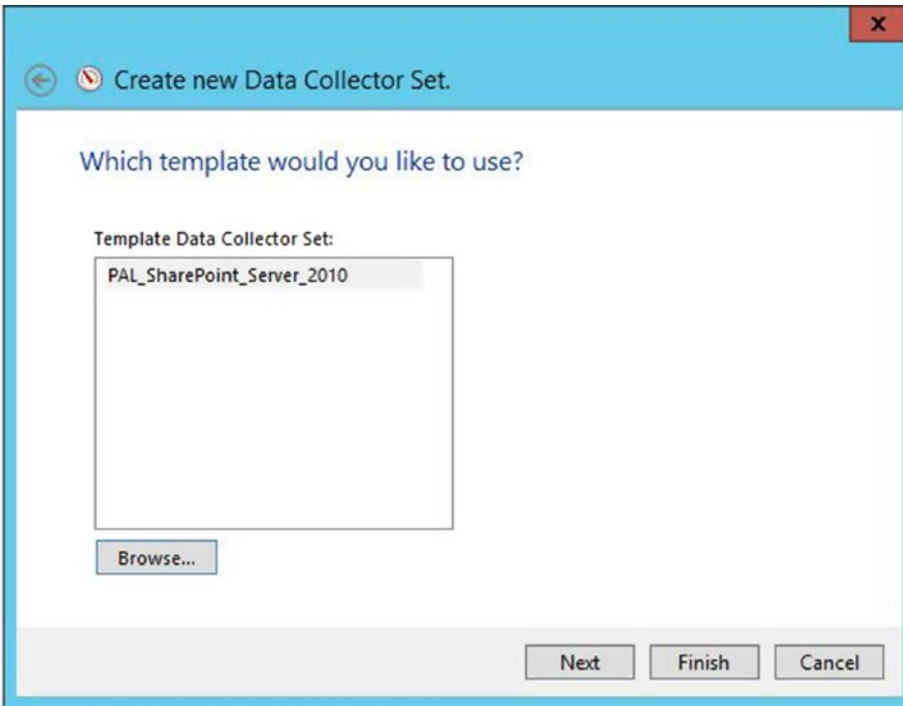 Create new Data Collector Set.
Which template would you like to use?
Template Data Collector Set:
PAL_SharePoint_Server_2010
Browse...
Next Finish Cancel